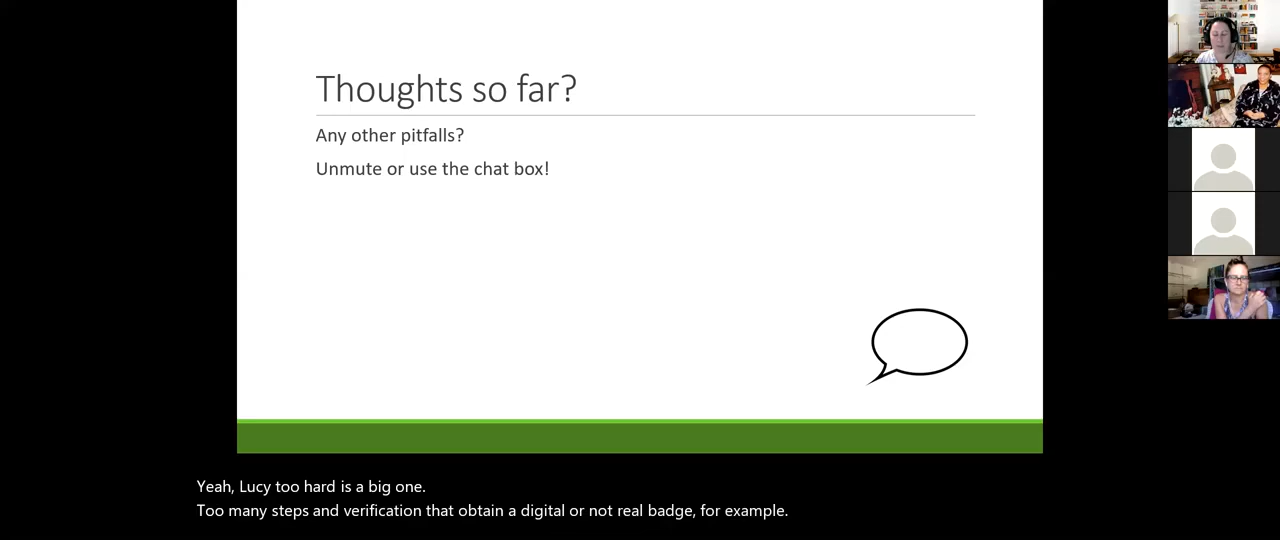 Thoughts so far?
Any other pitfalls?
Unmute or use the chat box!
Yeah, Lucy too hard is a big one.
Too many steps and verification that obtain a digital or not real badge, for example.